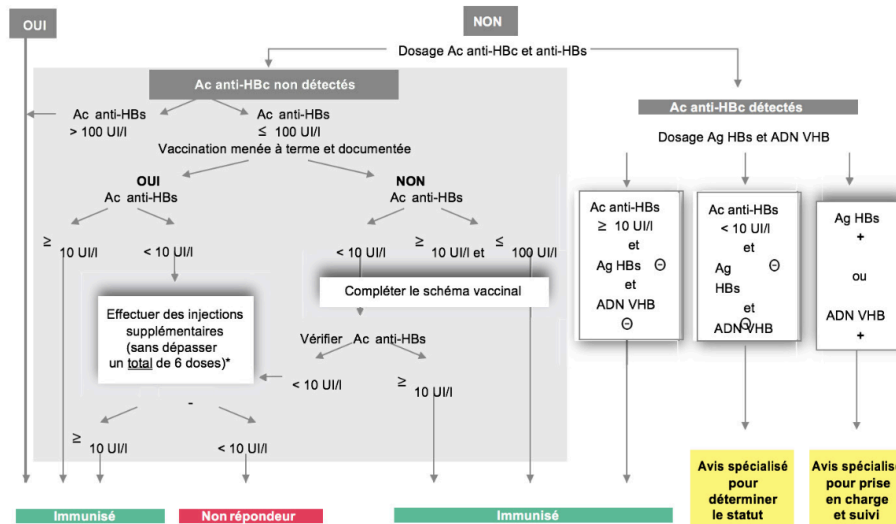 OUI
NON
Dosage Ac anti-HBc et anti-HBs
Ac anti-HBc non détectés
Ac anti-HBc détectés
Ac anti-HBs
> 100 UI/l
Ac anti-HBs
≤ 100 UI/l
Vaccination menée à terme et documentée
Dosage Ag HBs et ADN VHB
OUI
Ac anti-HBs
NON
Ac anti-HBs
≥ 10 UI/l
< 10 UI/l
< 10 UI/l
≥ 10 UI/l et
≤ 100 UI/l
Ac anti-HBs
≥ 10 UI/l
et
Ag HBs ⊖
et
ADN VHB
⊖
Ac anti-HBs
< 10 UI/l
et
Ag ⊖
HBs
et
ADN VHB
⊖
Ag HBs
+
ou
ADN VHB
+
Effectuer des injections
supplémentaires
(sans dépasser
un total de 6 doses)*
Compléter le schéma vaccinal
Vérifier Ac anti-HBs
< 10 UI/l
≥ 10 UI/l
-
≥ 10 UI/l
< 10 UI/l
Immunisé
Non répondeur
Immunisé
Avis spécialisé
pour
déterminer
le statut
Avis spécialisé
pour prise
en charge
et suivi